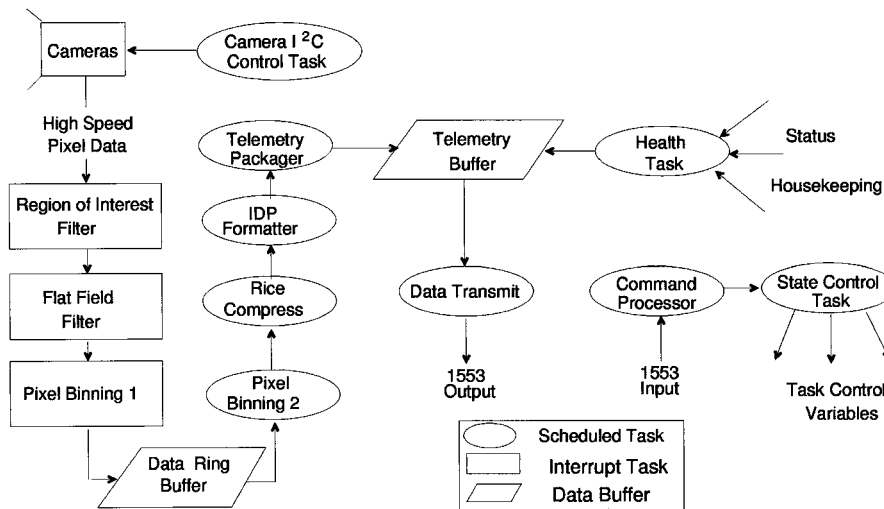 Cameras
Camera I ²C
Control Task
High Speed
Pixel Data
Region of Interest
Filter
Flat Field
Filter
Pixel Binning 1
Data Ring
Buffer
Pixel
Binning 2
Rice
Compress
IDP
Formatter
Telemetry
Packager
Telemetry
Buffer
Health
Task
Status
Housekeeping
Data Transmit
1553
Output
Command
Processor
1553
Input
State Control
Task
Task Control
Variables
Scheduled Task
Interrupt Task
Data Buffer